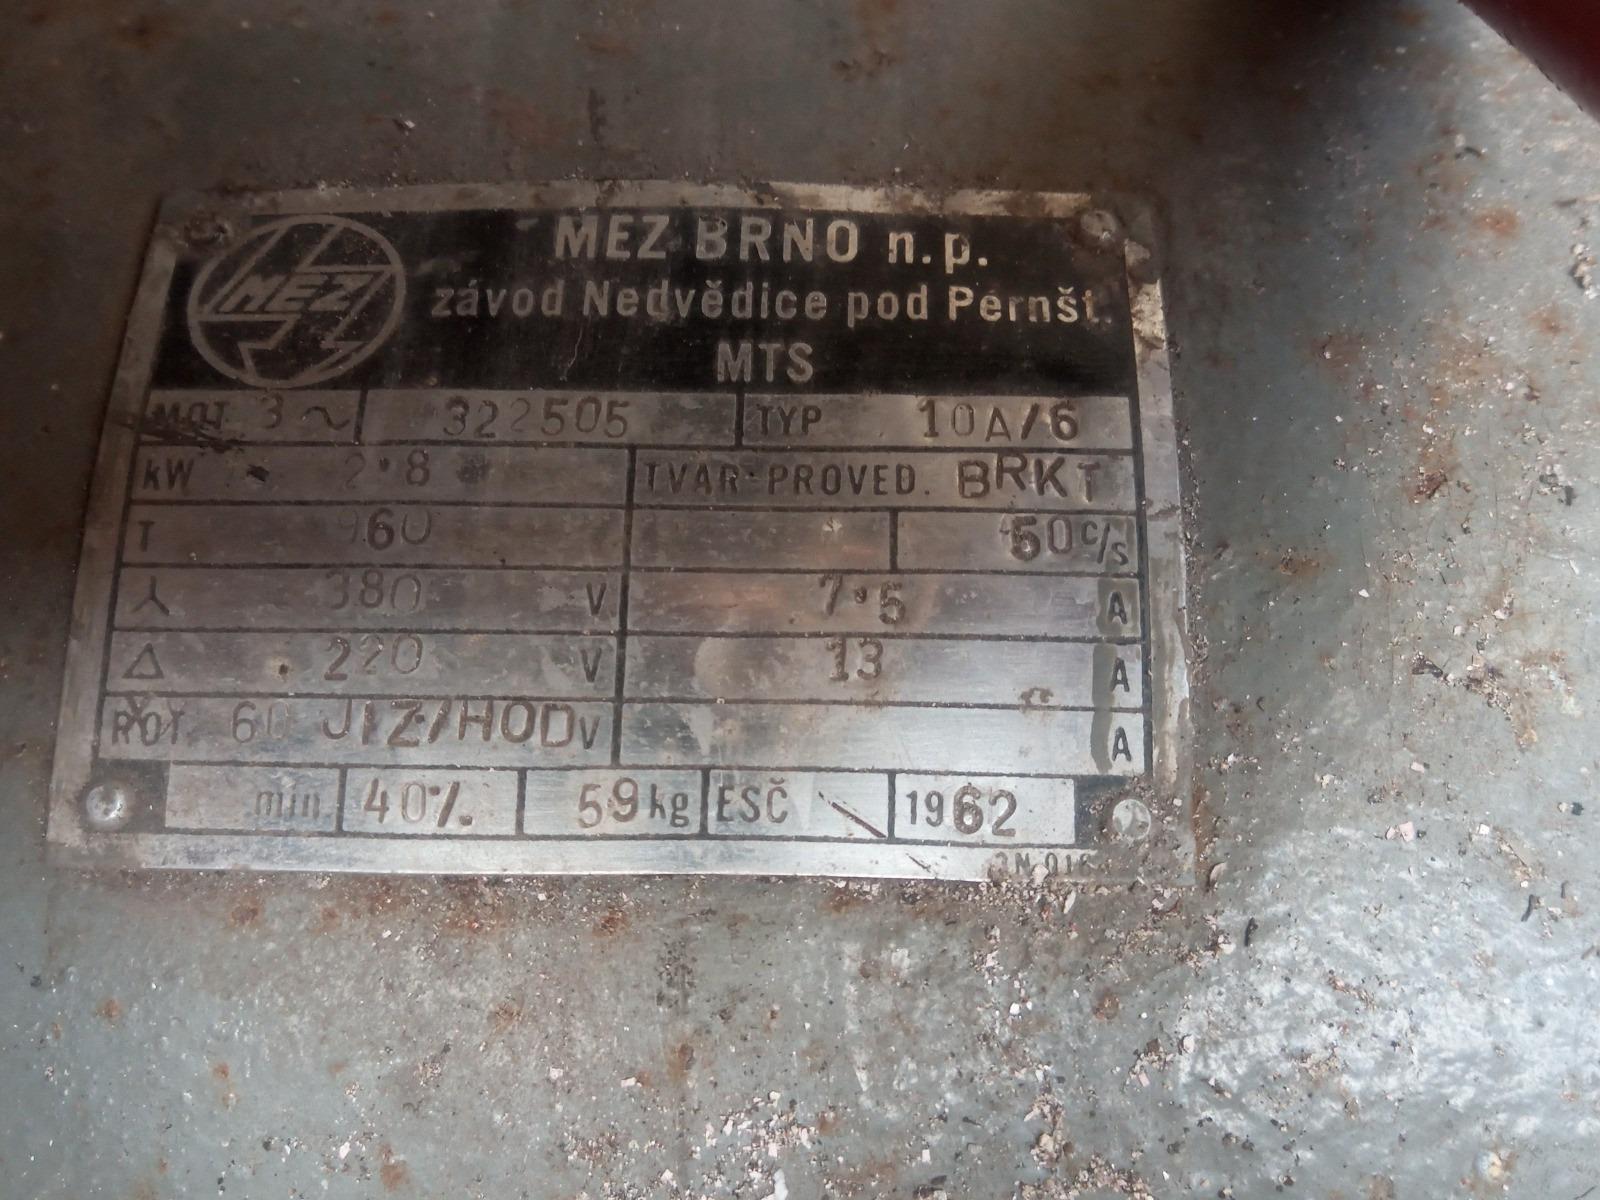 MEZ
MEZ BRNO n.p.
závod Nedvědice pod Pernšt.
MTS
MOT. 3 ~ 322505 TYP 10A/6
kW 2·8 TVAR-PROVED. BRKT
T 960 50 c/s
⅄ 380 V 7·5 A
△ 220 V 13 A
ROT. 60 JIZ./HOD V A
min. 40% 59 kg ESČ 1962